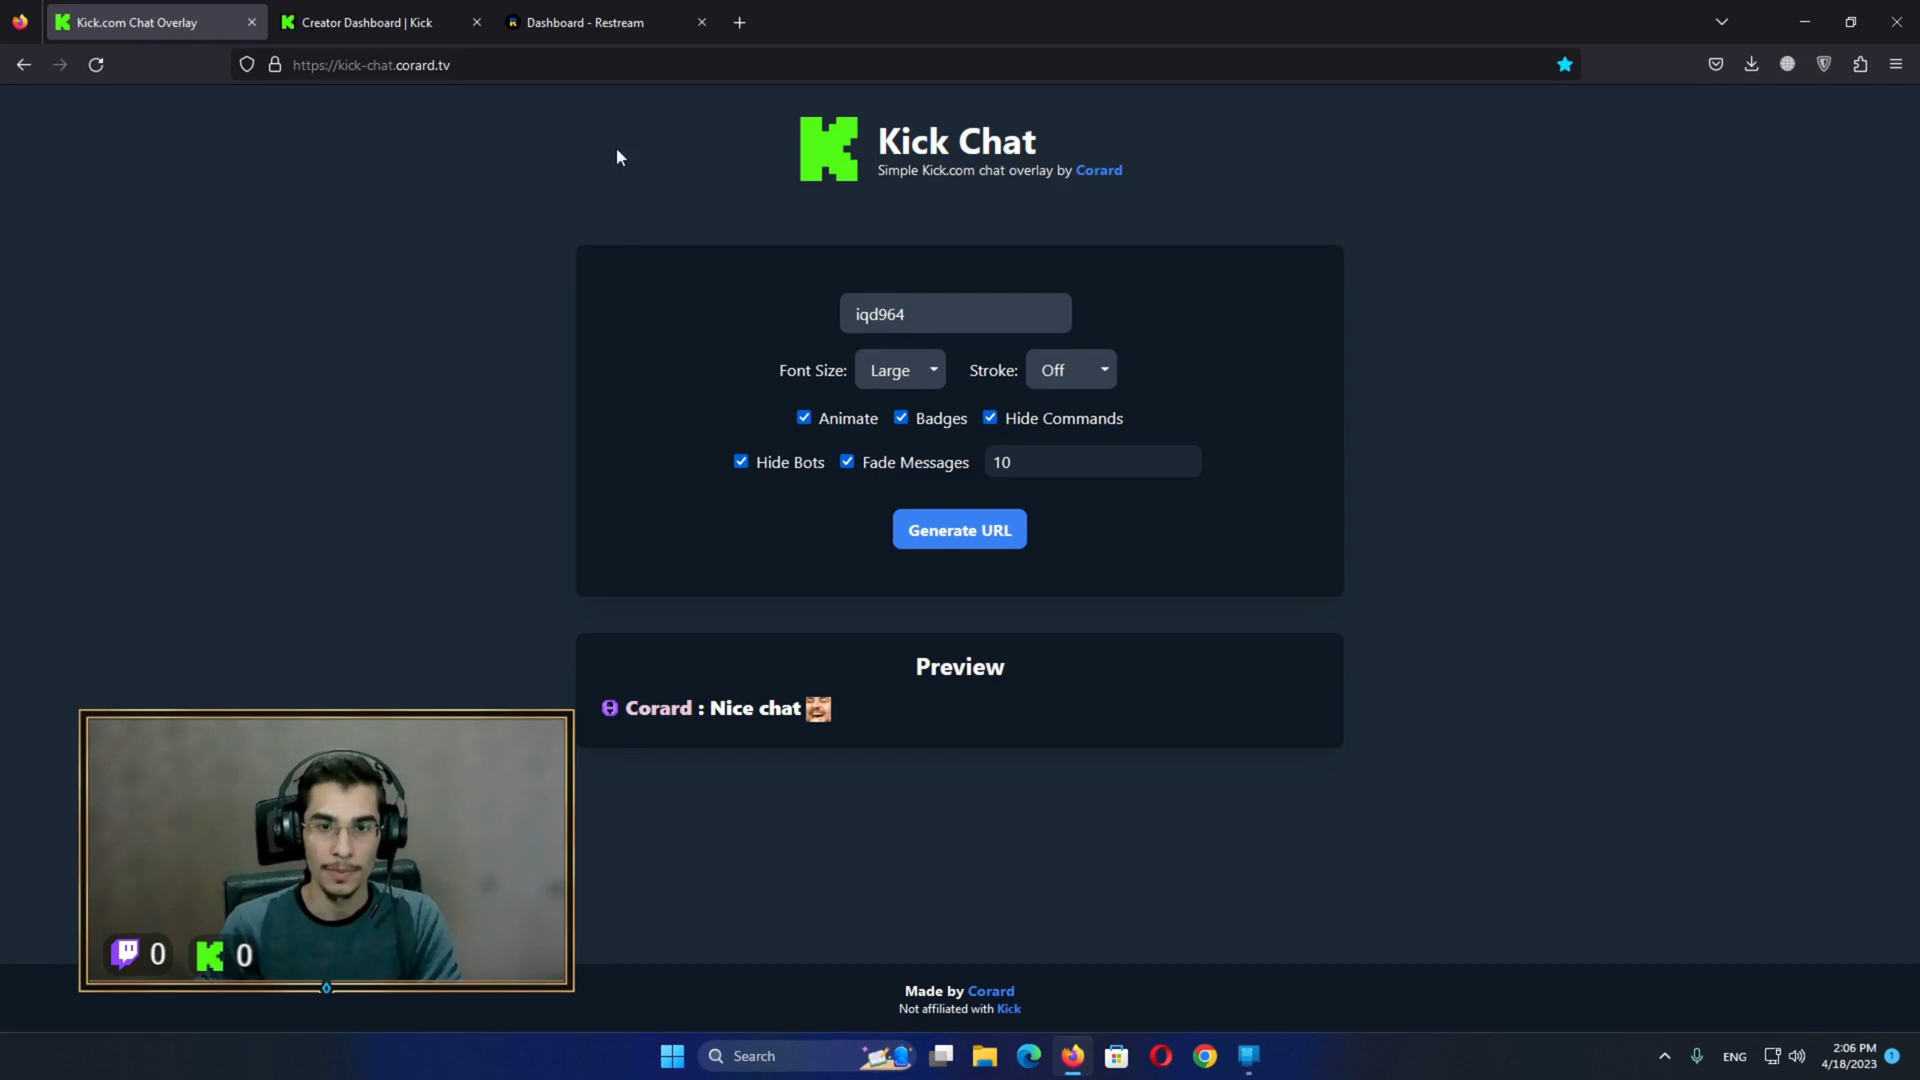 Kick.com Chat Overlay
Creator Dashboard | Kick
Dashboard - Restream
https://kick-chat.corard.tv
Kick Chat
Simple Kick.com chat overlay by Corard
iqd964
Font Size: Large Stroke: Off
Animate Badges Hide Commands
Hide Bots Fade Messages 10
Generate URL
Preview
Corard : Nice chat
0 0
Made by Corard
Not affiliated with Kick
Search
ENG
2:06 PM
4/18/2023
1